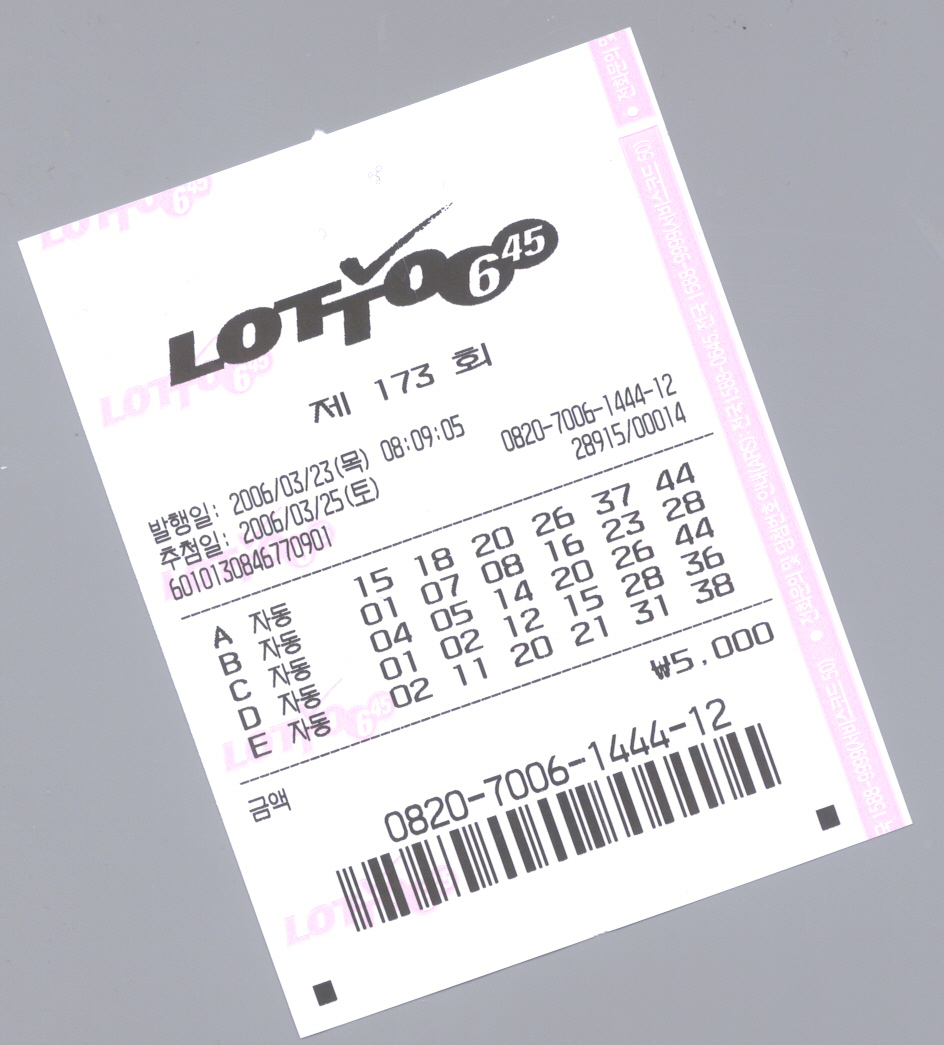 LOTTO 6 45
제 173 회
발행일: 2006/03/23(목) 08:09:05 0820-7006-1444-12
추첨일: 2006/03/25(토) 28915/00014
6010130846770901
A 자동 15 18 20 26 37 44
B 자동 01 07 08 16 23 28
C 자동 04 05 14 20 26 44
D 자동 01 02 12 15 28 36
E 자동 02 11 20 21 31 38
금액 ₩5,000
0820-7006-1444-12